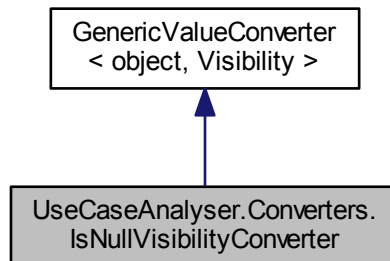 GenericValueConverter
< object, Visibility >
UseCaseAnalyser.Converters.
IsNullVisibilityConverter